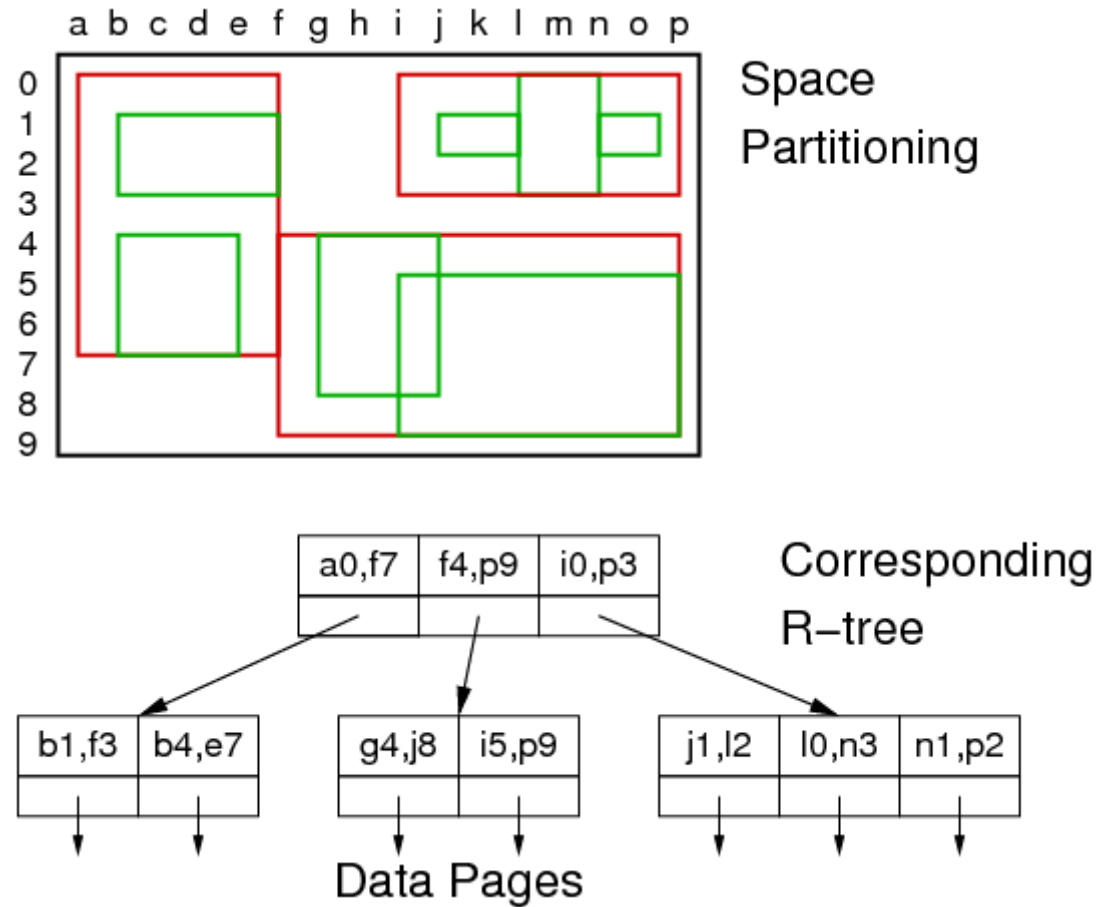 a b c d e f g h i j k l m n o p
0
1
2
3
4
5
6
7
8
9
Space
Partitioning
a0,f7 f4,p9 i0,p3
Corresponding
R-tree
b1,f3 b4,e7 g4,j8 i5,p9 j1,l2 l0,n3 n1,p2
Data Pages